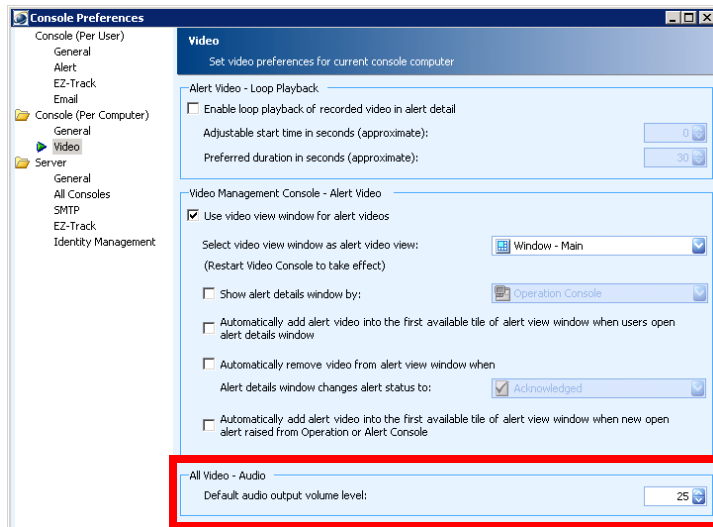 Console Preferences
Console (Per User)
General
Alert
EZ-Track
Email
Console (Per Computer)
General
Video
Server
General
All Consoles
SMTP
EZ-Track
Identity Management
Video
Set video preferences for current console computer
Alert Video - Loop Playback
Enable loop playback of recorded video in alert detail
Adjustable start time in seconds (approximate): 0
Preferred duration in seconds (approximate): 30
Video Management Console - Alert Video
Use video view window for alert videos
Select video view window as alert video view: Window - Main
(Restart Video Console to take effect)
Show alert details window by: Operation Console
Automatically add alert video into the first available tile of alert view window when users open
alert details window
Automatically remove video from alert view window when
Alert details window changes alert status to: Acknowledged
Automatically add alert video into the first available tile of alert view window when new open
alert raised from Operation or Alert Console
All Video - Audio
Default audio output volume level: 25